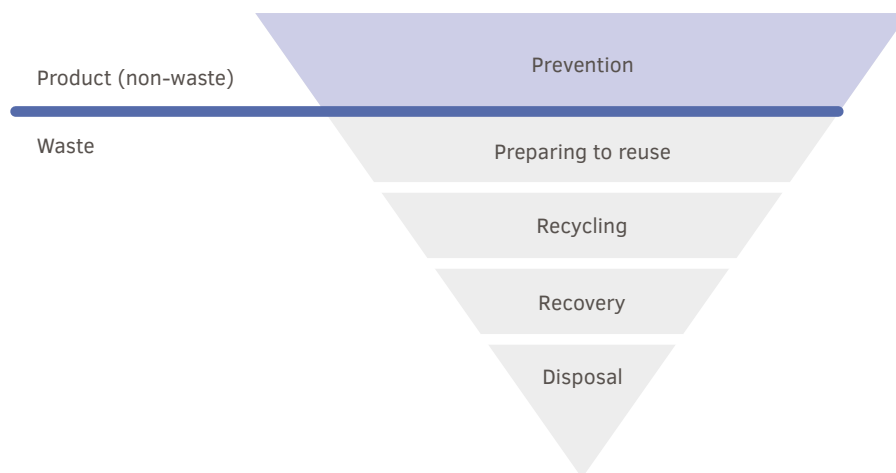 Prevention
Product (non-waste)
Waste
Preparing to reuse
Recycling
Recovery
Disposal